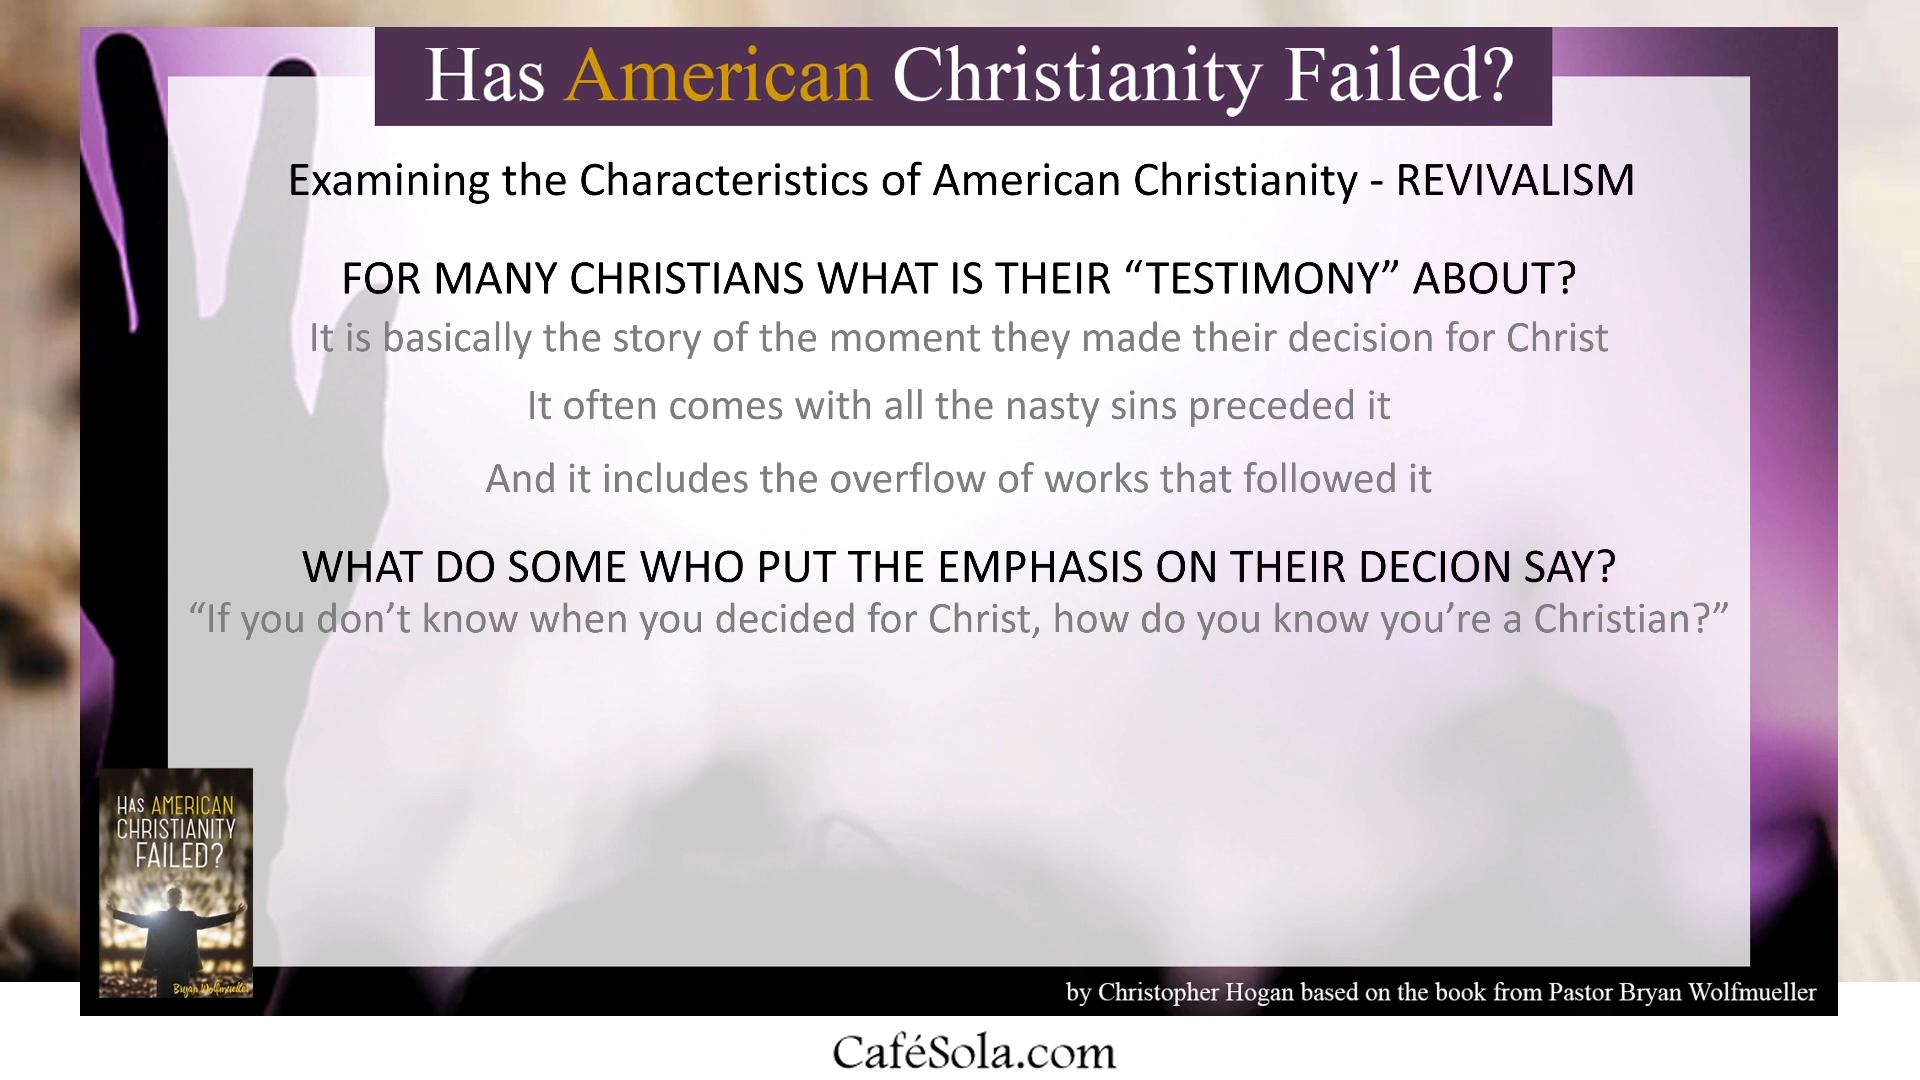 Has American Christianity Failed?
Examining the Characteristics of American Christianity - REVIVALISM
FOR MANY CHRISTIANS WHAT IS THEIR “TESTIMONY” ABOUT?
It is basically the story of the moment they made their decision for Christ
It often comes with all the nasty sins preceded it
And it includes the overflow of works that followed it
WHAT DO SOME WHO PUT THE EMPHASIS ON THEIR DECION SAY?
“If you don’t know when you decided for Christ, how do you know you’re a Christian?”
HAS AMERICAN
CHRISTIANITY
FAILED?
Bryan Wolfmueller
by Christopher Hogan based on the book from Pastor Bryan Wolfmueller
CaféSola.com